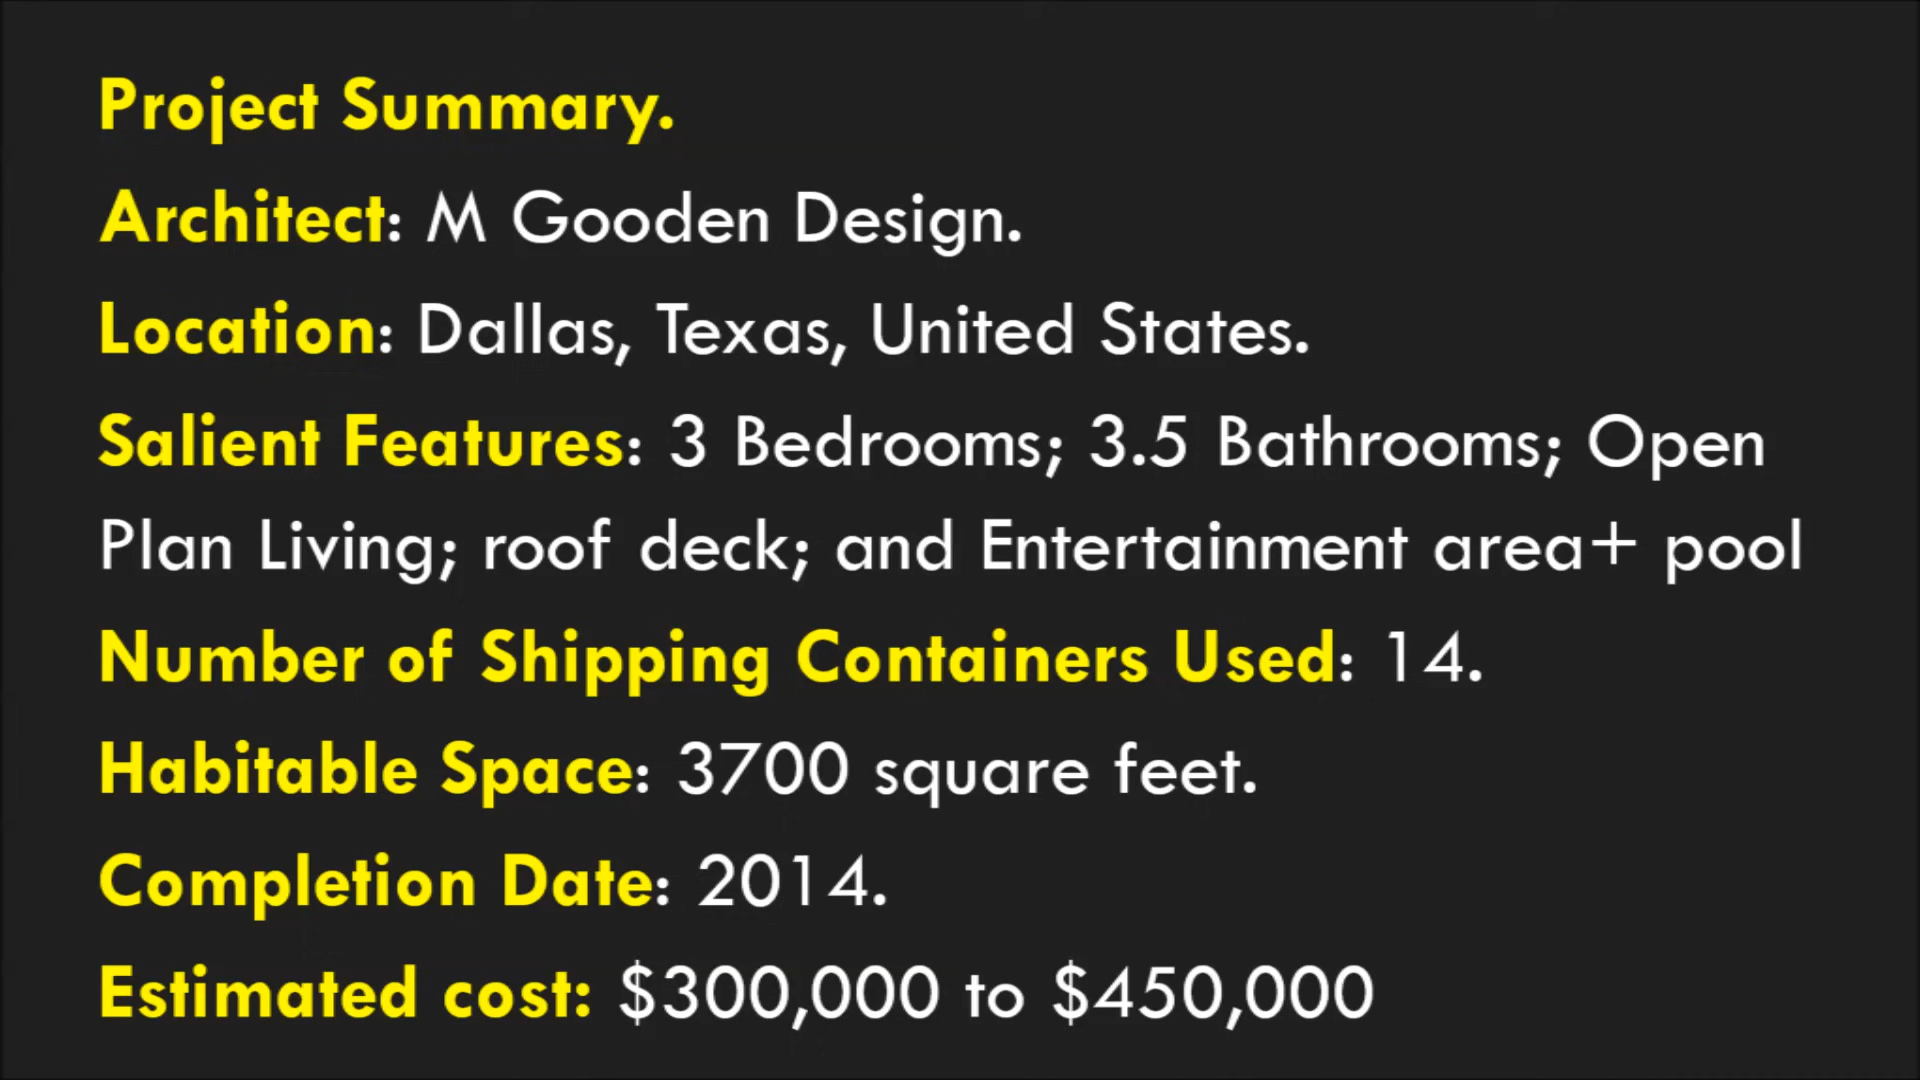 Project Summary.
Architect: M Gooden Design.
Location: Dallas, Texas, United States.
Salient Features: 3 Bedrooms; 3.5 Bathrooms; Open
Plan Living; roof deck; and Entertainment area+ pool
Number of Shipping Containers Used: 14.
Habitable Space: 3700 square feet.
Completion Date: 2014.
Estimated cost: $300,000 to $450,000